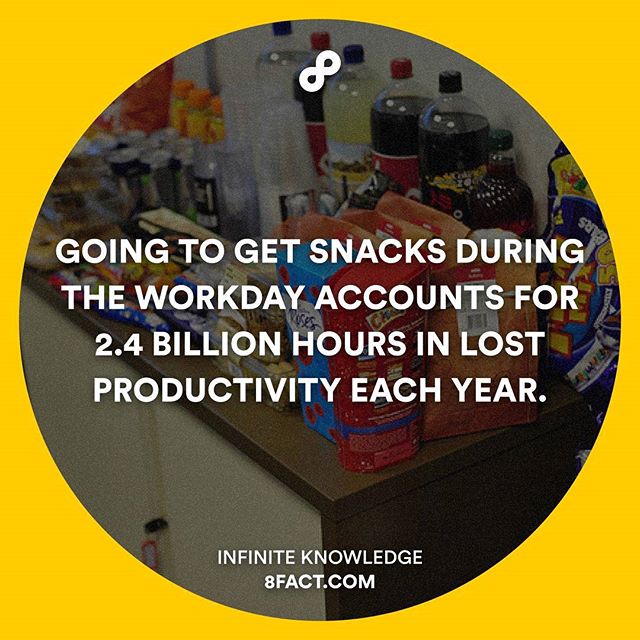 GOING TO GET SNACKS DURING
THE WORKDAY ACCOUNTS FOR
2.4 BILLION HOURS IN LOST
PRODUCTIVITY EACH YEAR.
INFINITE KNOWLEDGE
8FACT.COM